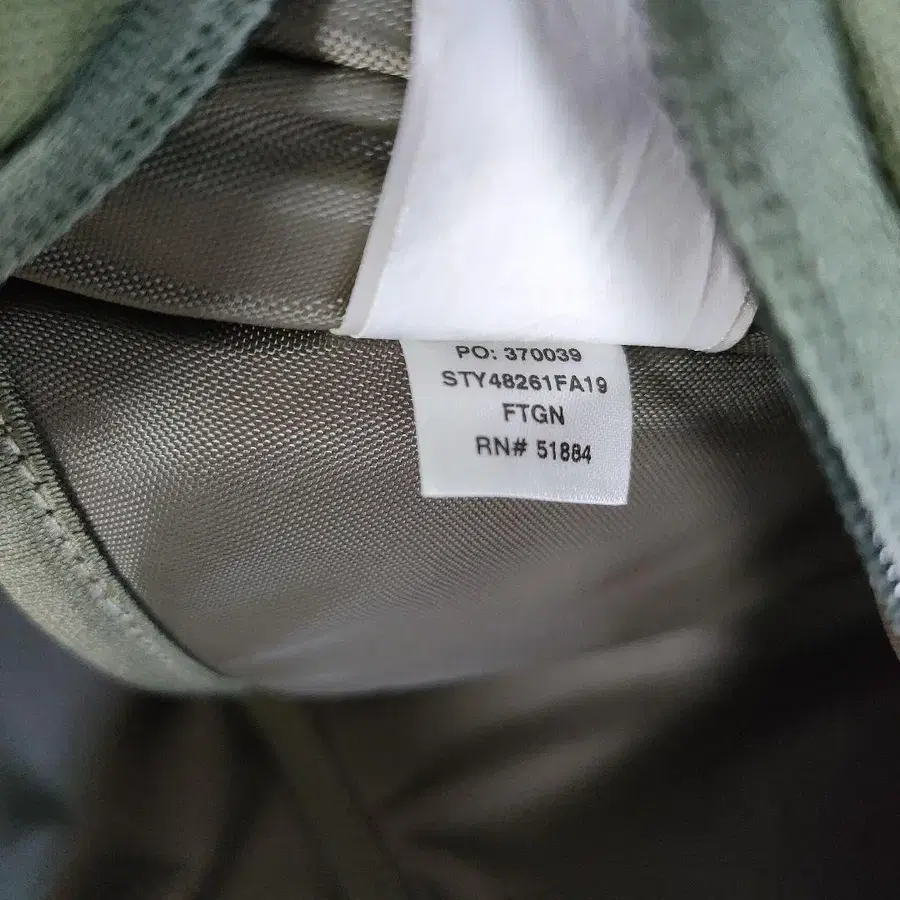 PO: 370039
STY48261FA19
FTGN
RN# 51884